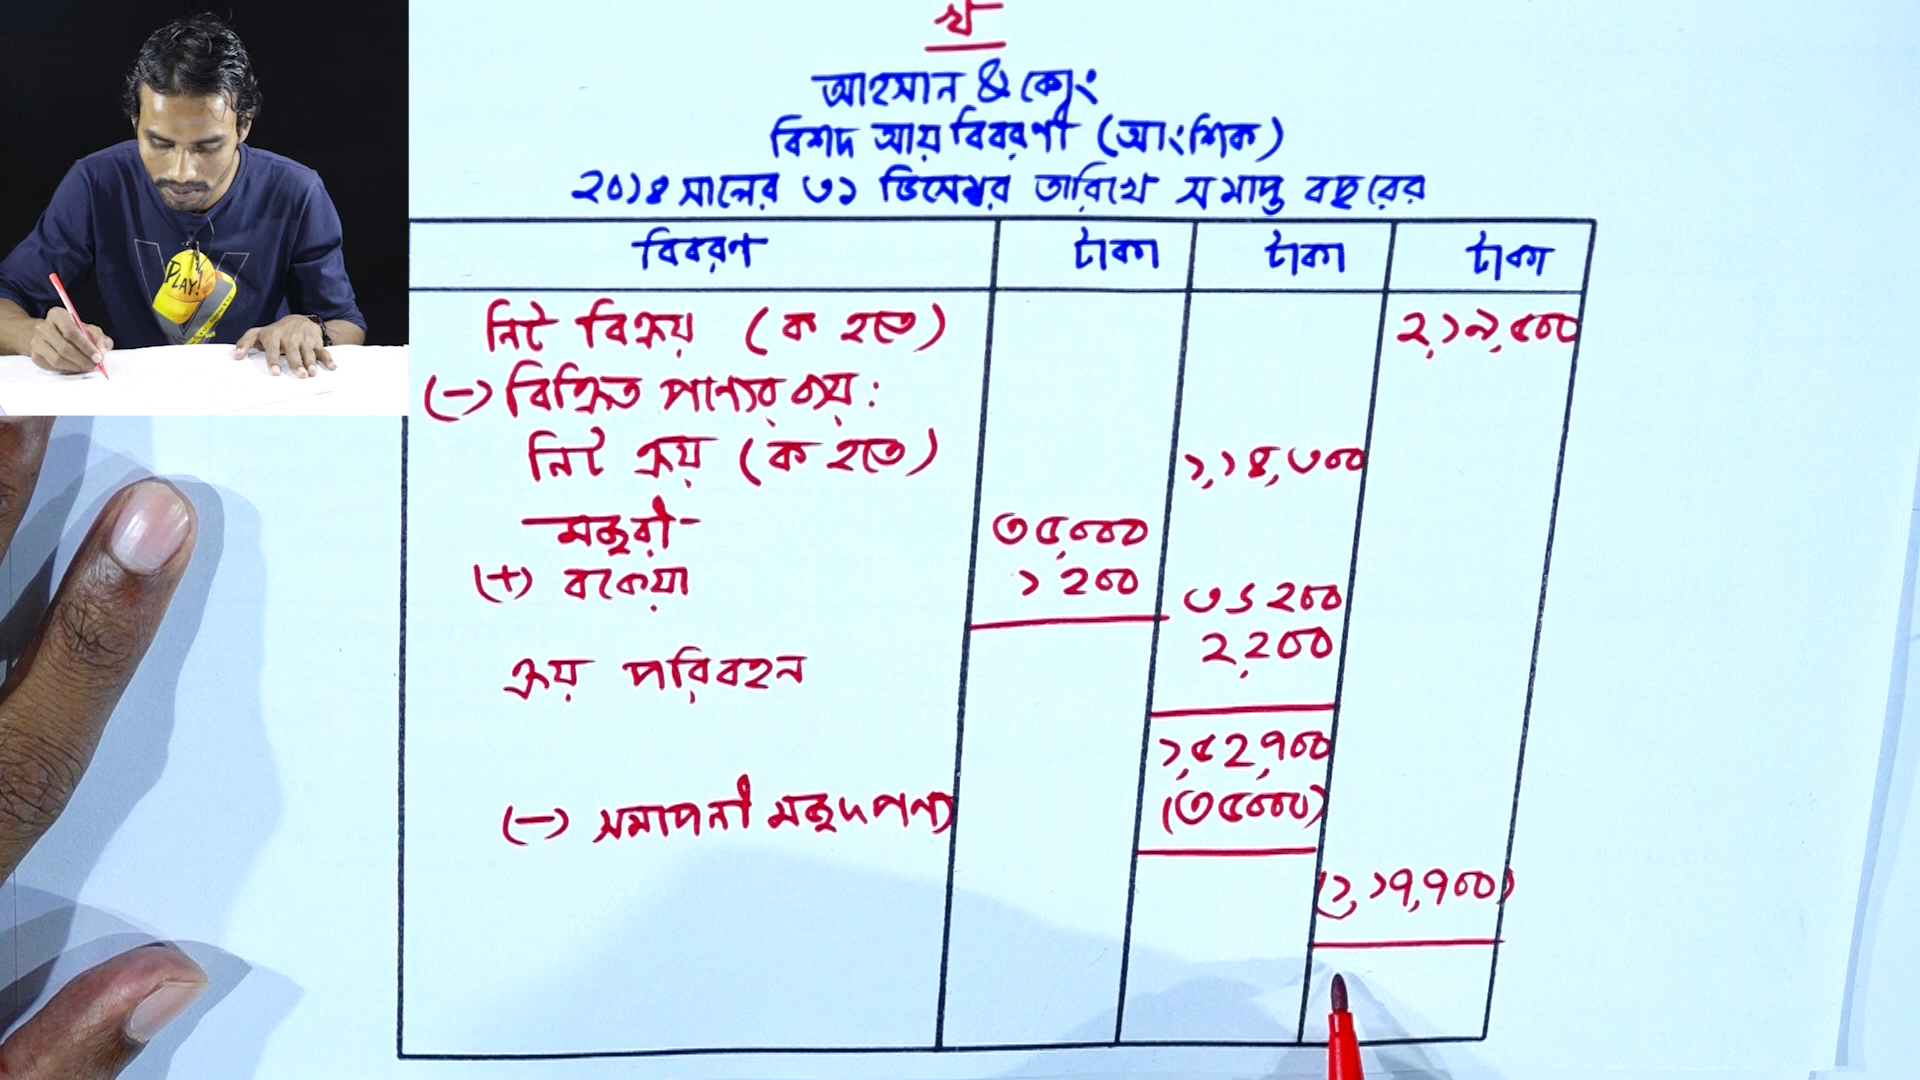 খ
আহসান & কোং
বিশদ আয় বিবরণী (আংশিক)
২০১৪ সালের ৩১ ডিসেম্বর তারিখে সমাপ্ত বছরের
বিবরণ টাকা টাকা টাকা
নিট বিক্রয় (ক হতে) ২,১৯,৫০০
(-) বিক্রিত পণ্যের ব্যয়:
নিট ক্রয় (ক হতে) ১,১৪,৩০০
মজুরী ৩৫,০০০
(+) বকেয়া ১২০০ ৩৬২০০
ক্রয় পরিবহন ২,২০০
১,৫২,৭০০
(-) সমাপনী মজুদ পণ্য (৩৫০০০)
(১,১৭,৭০০)
PLAY!